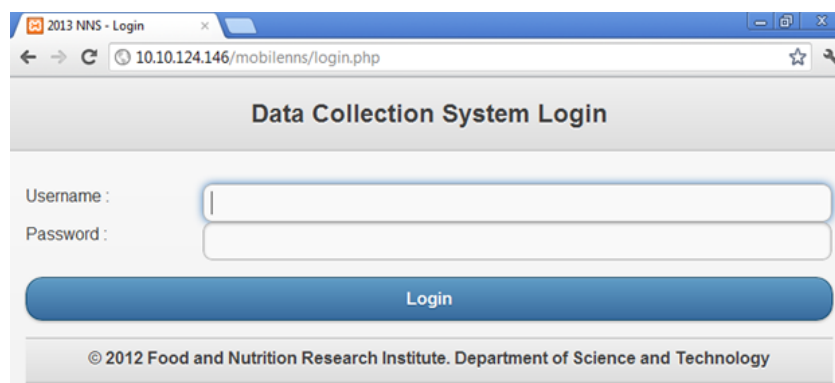 2013 NNS - Login
10.10.124.146/mobilenns/login.php
Data Collection System Login
Username :
Password :
Login
© 2012 Food and Nutrition Research Institute. Department of Science and Technology